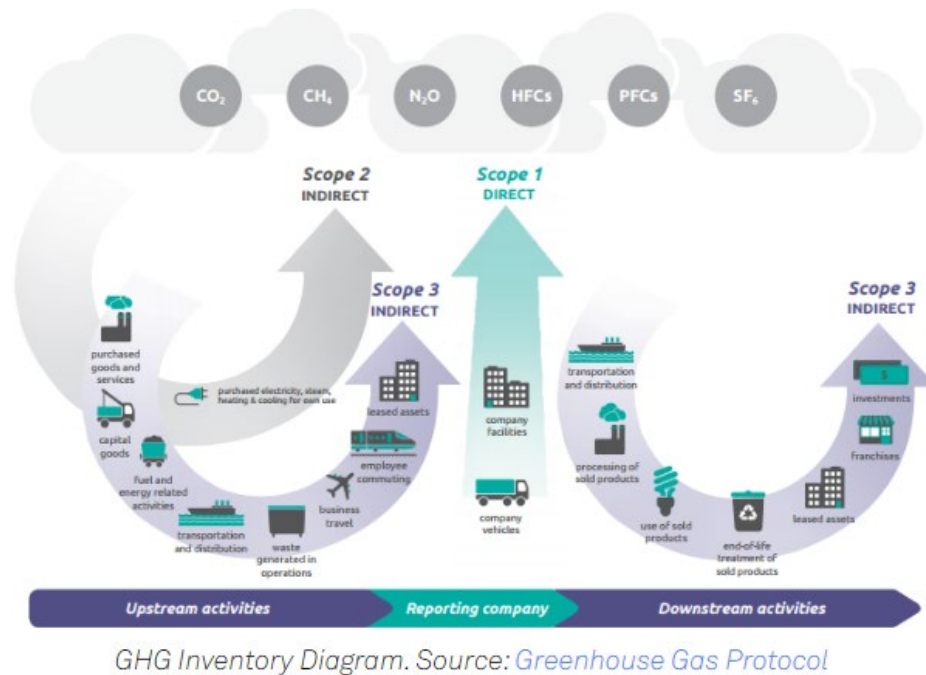 CO₂
CH₄
N₂O
HFCs
PFCs
SF₆
Scope 2
INDIRECT
Scope 1
DIRECT
Scope 3
INDIRECT
Scope 3
INDIRECT
purchased
goods and
services
capital
goods
fuel and
energy related
activities
transportation
and distribution
waste
generated in
operations
business
travel
employee
commuting
leased assets
purchased electricity, steam,
heating & cooling for own use
company
facilities
company
vehicles
transportation
and distribution
processing of
sold products
use of sold
products
end-of-life
treatment of
sold products
leased assets
franchises
$
investments
Upstream activities
Reporting company
Downstream activities
GHG Inventory Diagram. Source: Greenhouse Gas Protocol